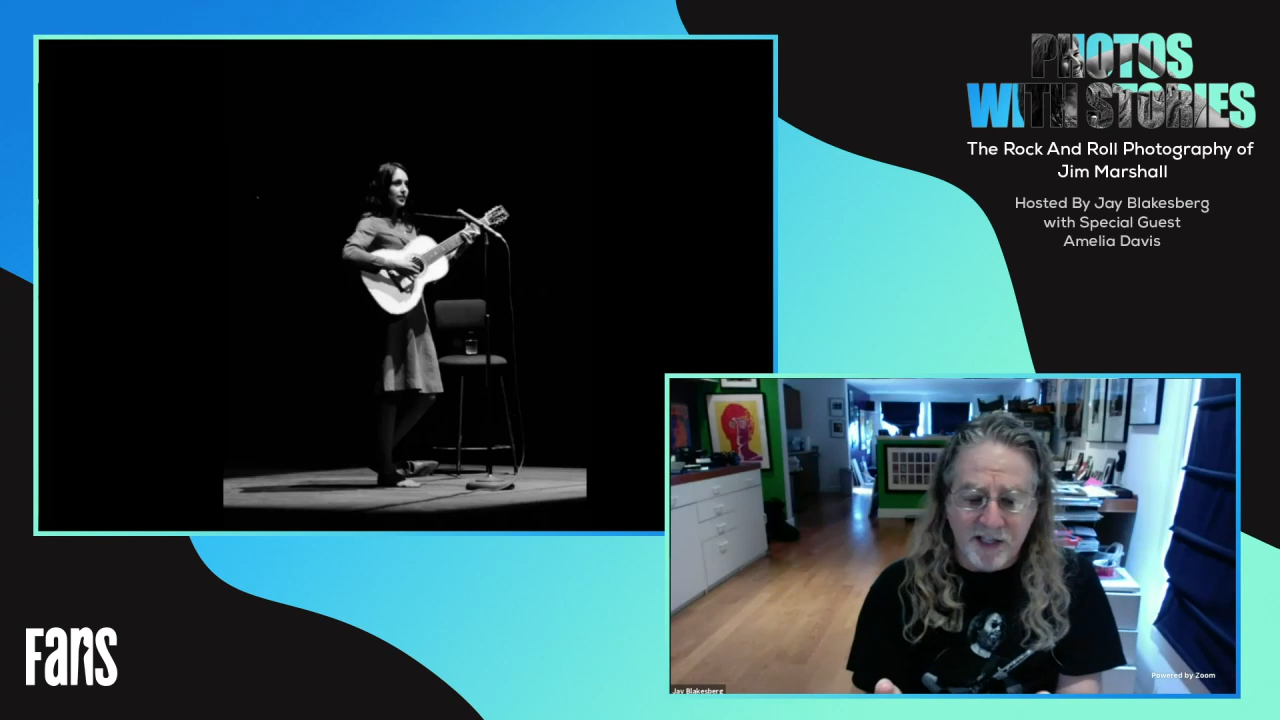 PHOTOS
WITH STORIES
The Rock And Roll Photography of
Jim Marshall
Hosted By Jay Blakesberg
with Special Guest
Amelia Davis
Powered by Zoom
Jay Blakesberg
Fans